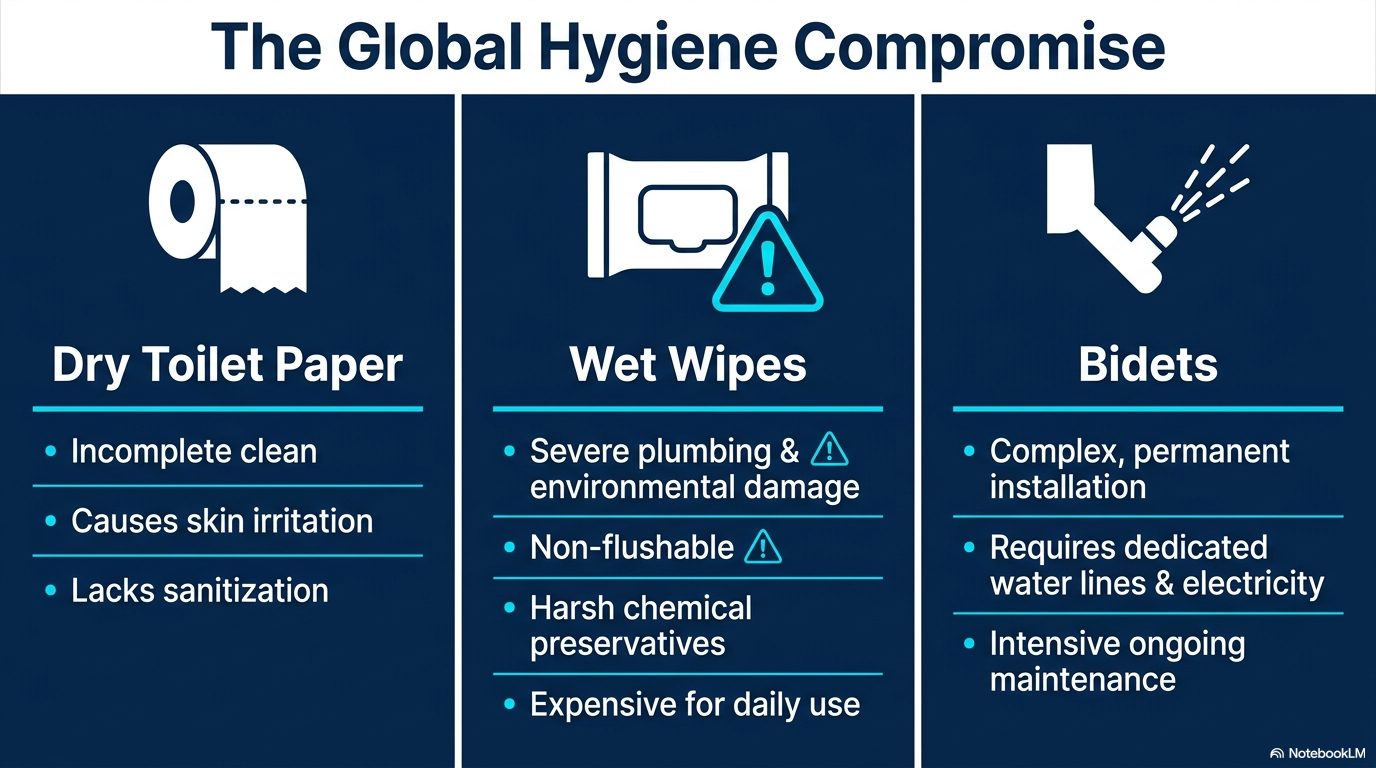 The Global Hygiene Compromise
Dry Toilet Paper
• Incomplete clean
• Causes skin irritation
• Lacks sanitization
Wet Wipes
• Severe plumbing &
environmental damage
• Non-flushable
• Harsh chemical
preservatives
• Expensive for daily use
Bidets
• Complex, permanent
installation
• Requires dedicated
water lines & electricity
• Intensive ongoing
maintenance
NotebookLM